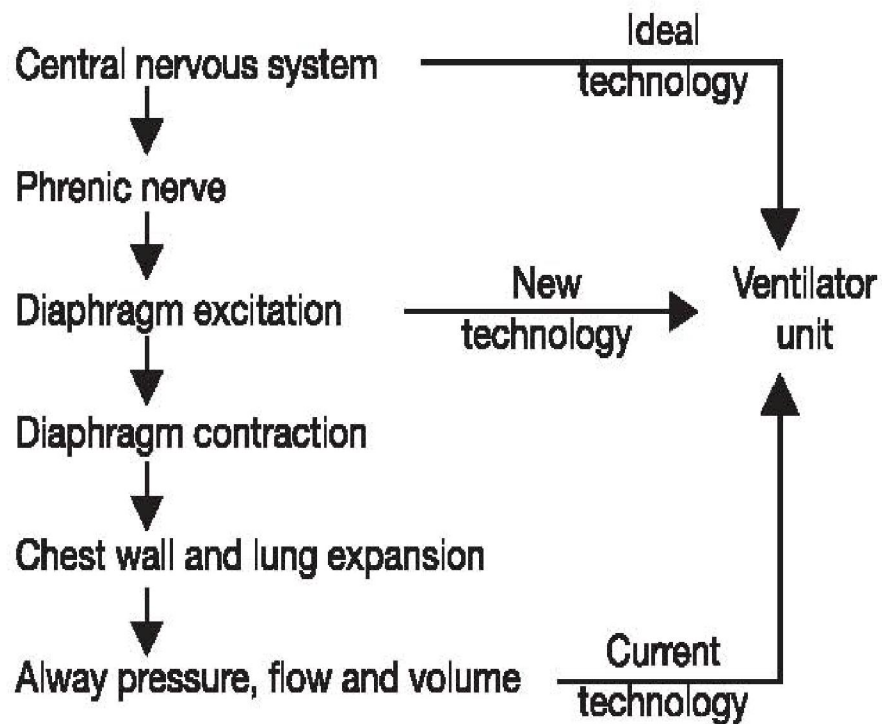 Central nervous system
Ideal
technology
Phrenic nerve
Diaphragm excitation
New
technology
Ventilator
unit
Diaphragm contraction
Chest wall and lung expansion
Alway pressure, flow and volume
Current
technology